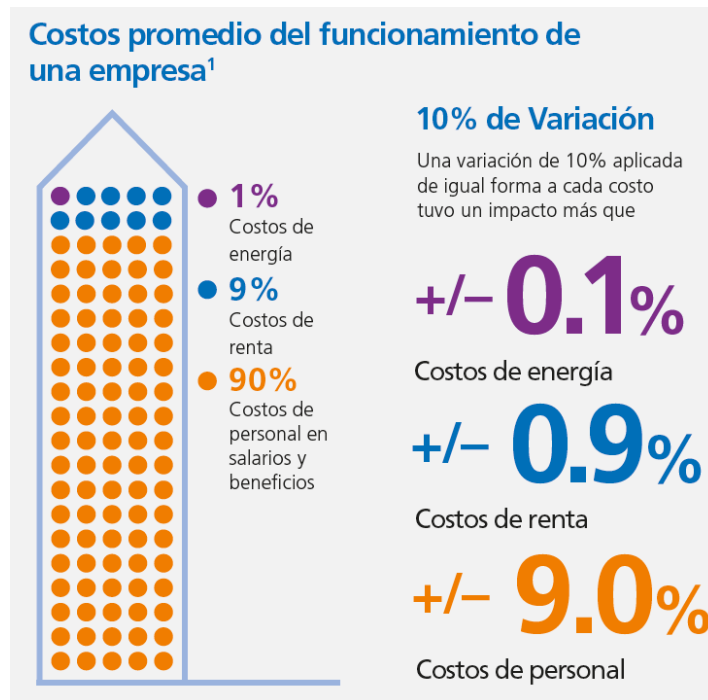 Costos promedio del funcionamiento de
una empresa¹
1%
Costos de
energía
9%
Costos de
renta
90%
Costos de
personal en
salarios y
beneficios
10% de Variación
Una variación de 10% aplicada
de igual forma a cada costo
tuvo un impacto más que
+/– 0.1%
Costos de energía
+/– 0.9%
Costos de renta
+/– 9.0%
Costos de personal